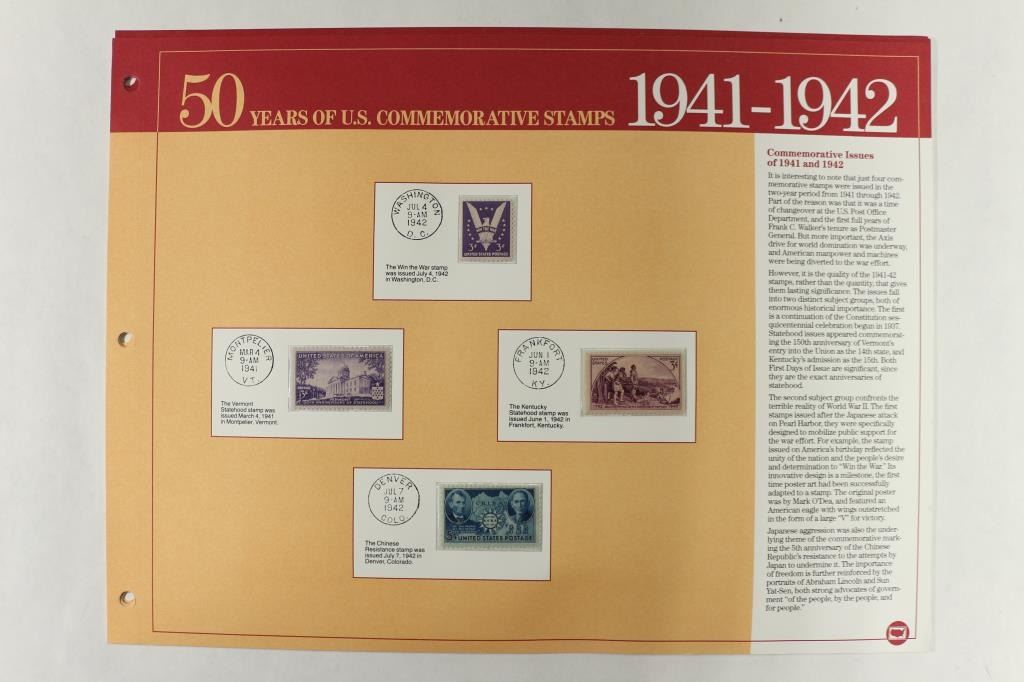 50 YEARS OF U.S. COMMEMORATIVE STAMPS 1941-1942
WASHINGTON
JUL 4
9-AM
1942
D.C.
3¢ WIN THE WAR 3¢
UNITED STATES POSTAGE
The Win the War stamp
was issued July 4, 1942
in Washington, D.C.
MONTPELIER
MAR 4
9-AM
1941
VT.
UNITED STATES OF AMERICA
The Vermont
Statehood stamp was
issued March 4, 1941
in Montpelier, Vermont.
FRANKFORT
JUN 1
9-AM
1942
KY.
3¢
1792
1942
The Kentucky
Statehood stamp was
issued June 1, 1942 in
Frankfort, Kentucky.
DENVER
JUL 7
9-AM
1942
COLO.
UNITED STATES POSTAGE
The Chinese
Resistance stamp was
issued July 7, 1942 in
Denver, Colorado.
Commemorative Issues
of 1941 and 1942
It is interesting to note that just four com-
memorative stamps were issued in the
two-year period from 1941 through 1942.
Part of the reason was that it was a time
of changeover at the U.S. Post Office
Department, and the first full years of
Frank C. Walker's tenure as Postmaster
General. But more important, the Axis
drive for world domination was underway,
and American manpower and machines
were being diverted to the war effort.
However, it is the quality of the 1941-42
stamps, rather than the quantity, that gives
them lasting significance. The issues fall
into two distinct subject groups, both of
enormous historical importance. The first
is a continuation of the Constitution ses-
quicentennial celebration begun in 1937.
Statehood issues appeared commemorat-
ing the 150th anniversary of Vermont's
entry into the Union as the 14th state, and
Kentucky's admission as the 15th. Both
First Days of Issue are significant, since
they are the exact anniversaries of
statehood.
The second subject group confronts the
terrible reality of World War II. The first
stamps issued after the Japanese attack
on Pearl Harbor, they were specifically
designed to mobilize public support for
the war effort. For example, the stamp
issued on America's birthday reflected the
unity of the nation and the people's desire
and determination to "Win the War." Its
innovative design is a milestone, the first
time poster art had been successfully
adapted to a stamp. The original poster
was by Mark O'Dea, and featured an
American eagle with wings outstretched
in the form of a large "V" for victory.
Japanese aggression was also the under-
lying theme of the commemorative mark-
ing the 5th anniversary of the Chinese
Republic's resistance to the attempts by
Japan to undermine it. The importance
of freedom is further reinforced by the
portraits of Abraham Lincoln and Sun
Yat-Sen, both strong advocates of govern-
ment "of the people, by the people, and
for people."